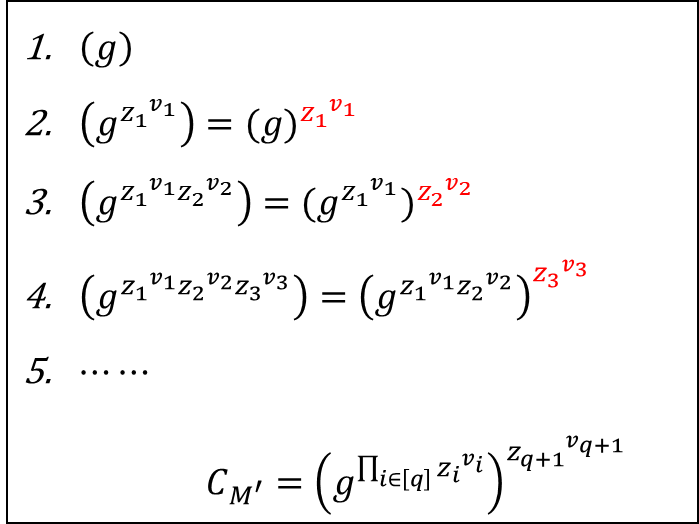 1. (g)
2. (g^{z_1^{v_1}}) = (g)^{z_1^{v_1}}
3. (g^{z_1^{v_1} z_2^{v_2}}) = (g^{z_1^{v_1}})^{z_2^{v_2}}
4. (g^{z_1^{v_1} z_2^{v_2} z_3^{v_3}}) = (g^{z_1^{v_1} z_2^{v_2}})^{z_3^{v_3}}
5. ⋯⋯
C_{M′} = (g^{∏_{i∈[q]} z_i^{v_i}})^{z_{q+1}^{v_{q+1}}}